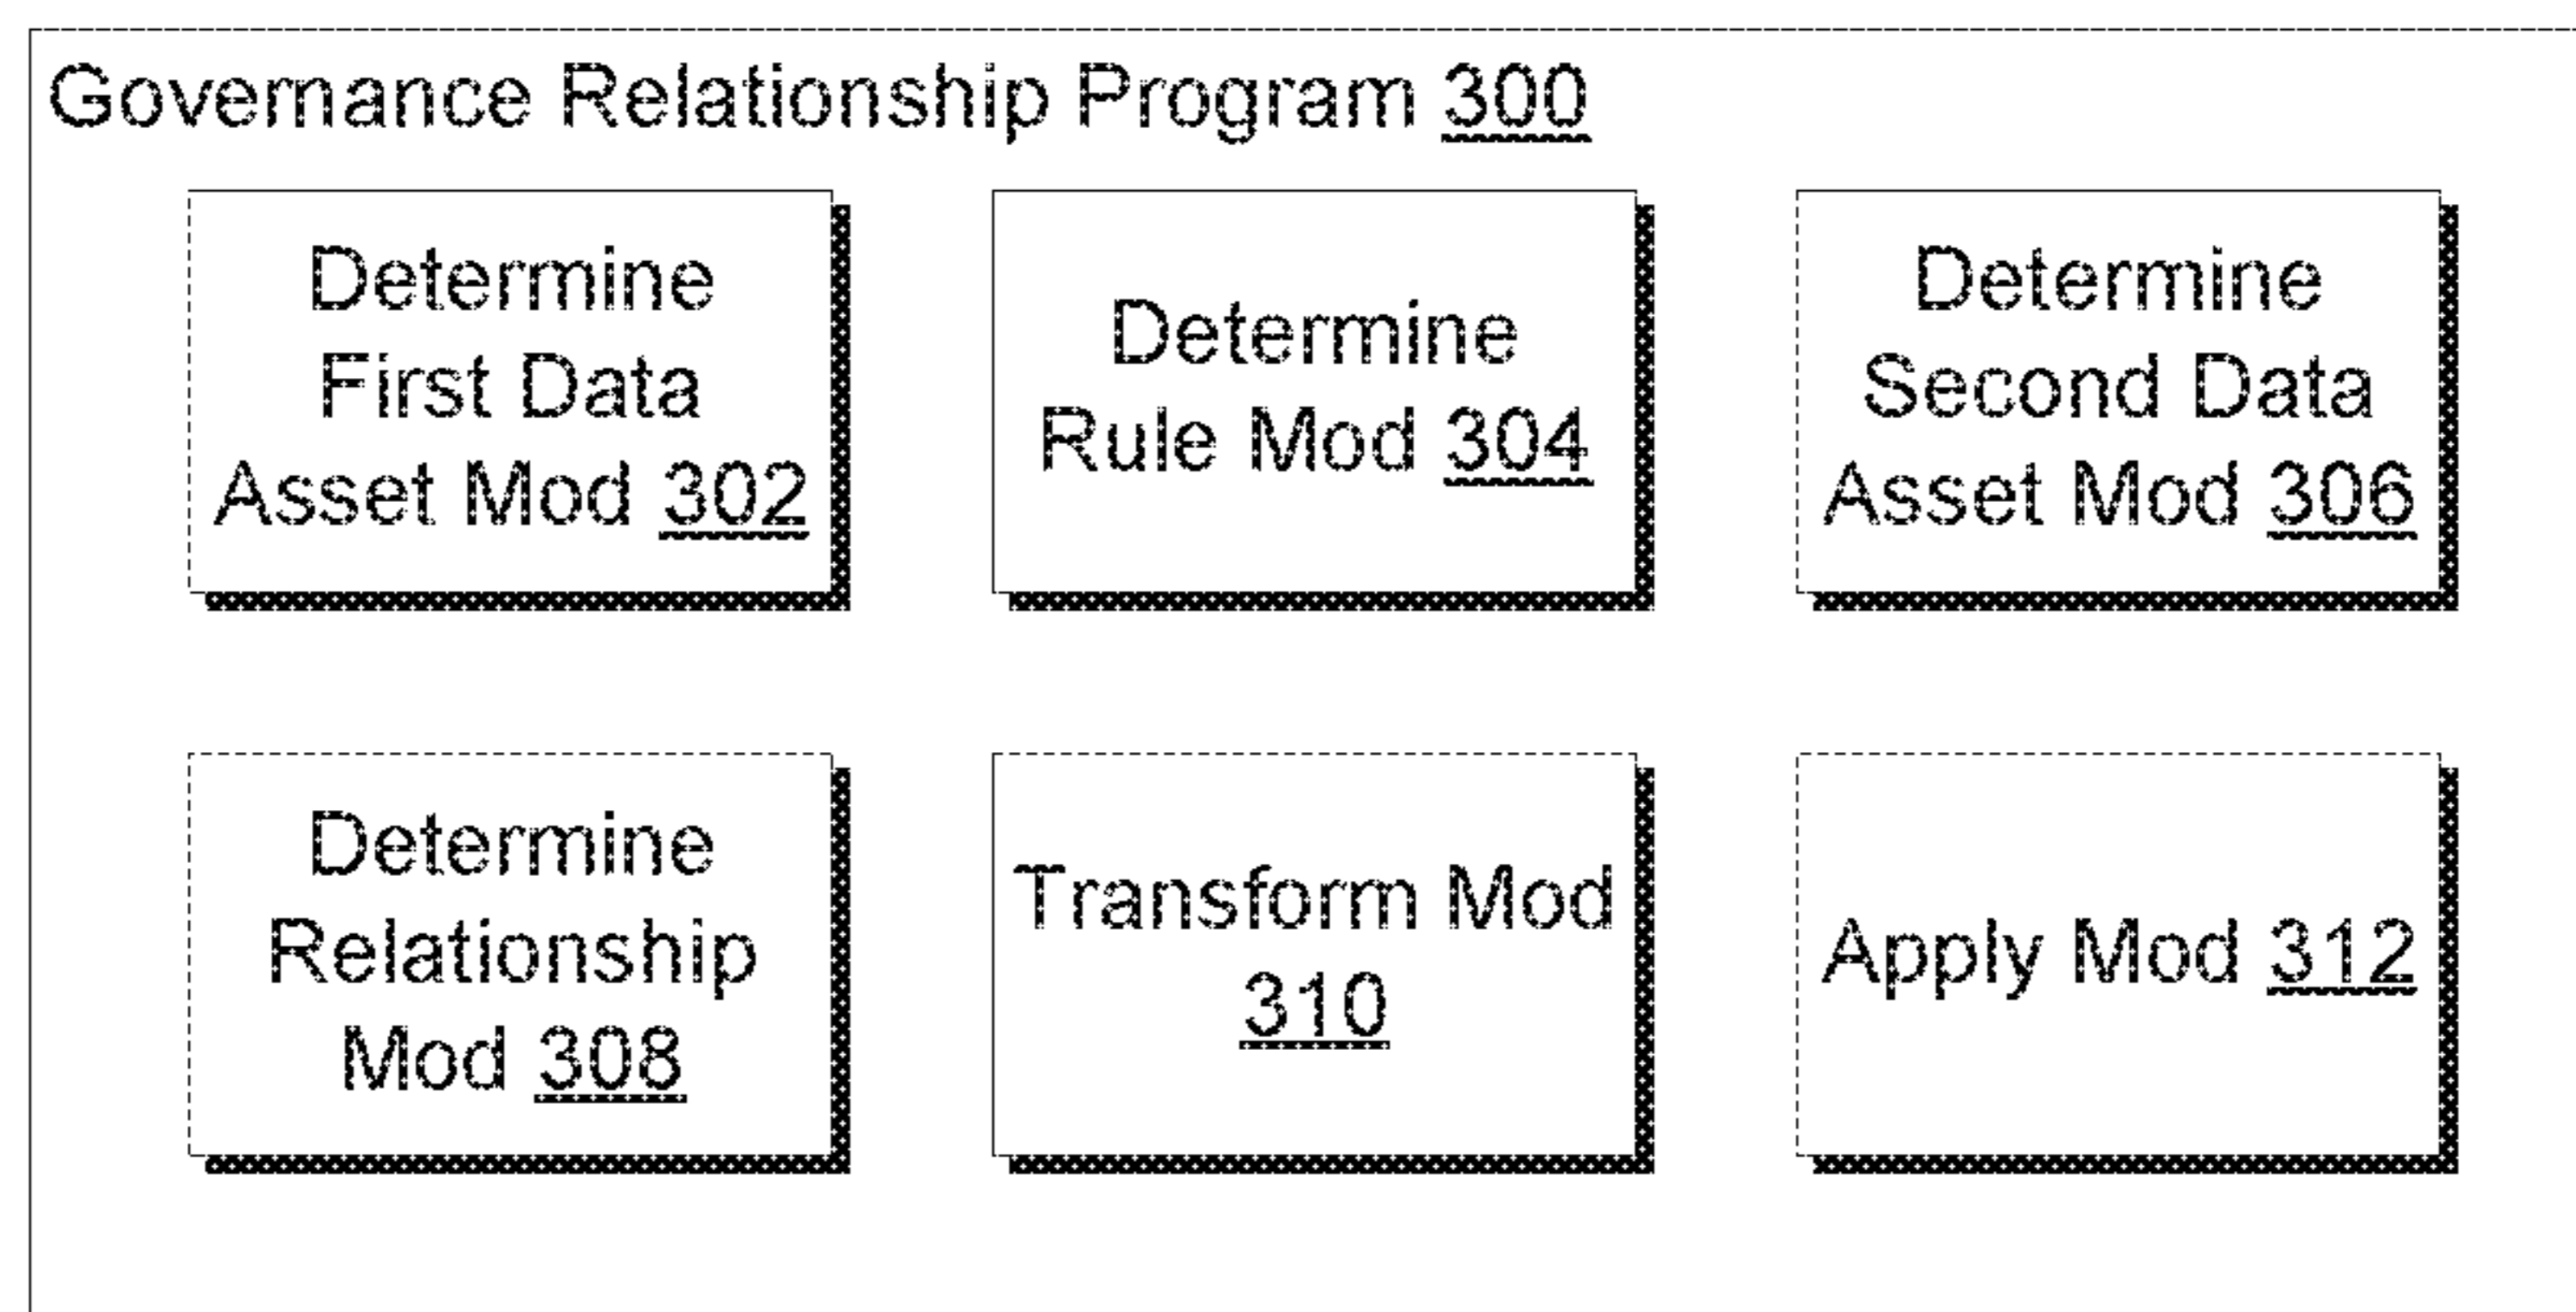 Governance Relationship Program 300
Determine
First Data
Asset Mod 302
Determine
Rule Mod 304
Determine
Second Data
Asset Mod 306
Determine
Relationship
Mod 308
Transform Mod
310
Apply Mod 312